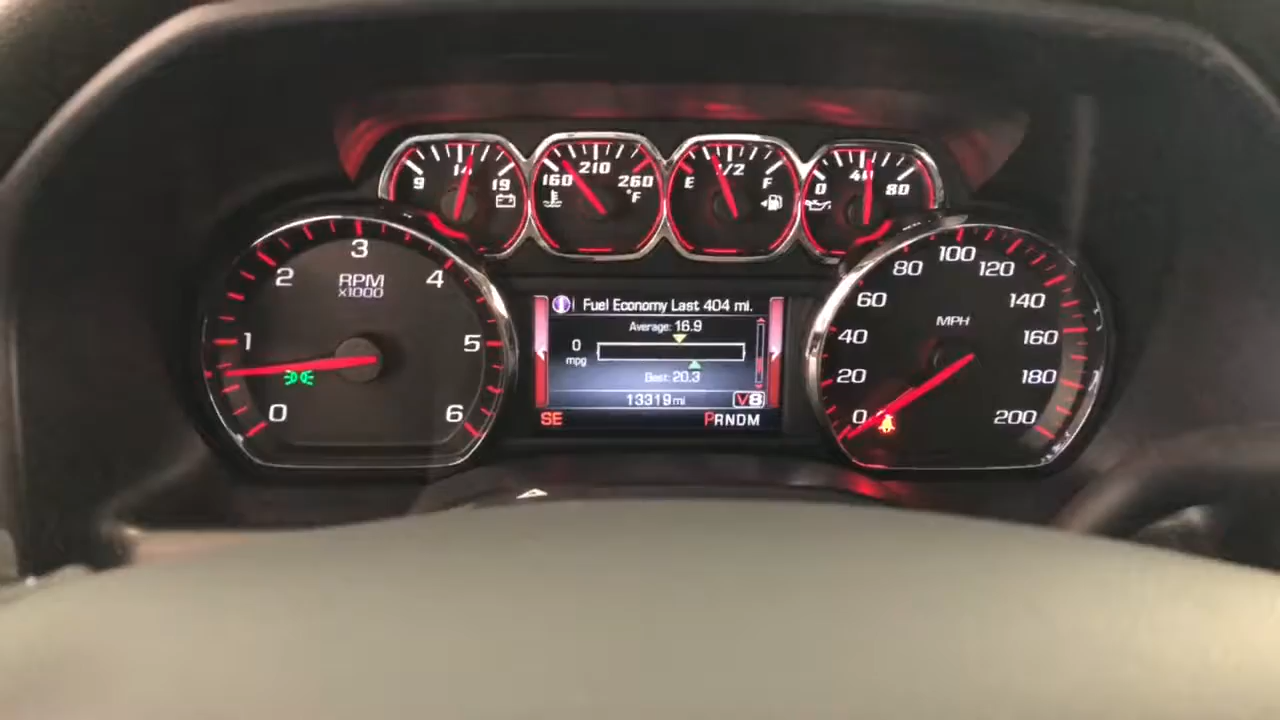 9 14 19
160 210 260 °F
E 1/2 F
0 40 80
0 1 2 3 4 5 6
RPM
x1000
Fuel Economy Last 404 mi.
Average: 16.9
0
mpg
Best: 20.3
13319 mi
V8
SE
PRNDM
0 20 40 60 80 100 120 140 160 180 200
MPH